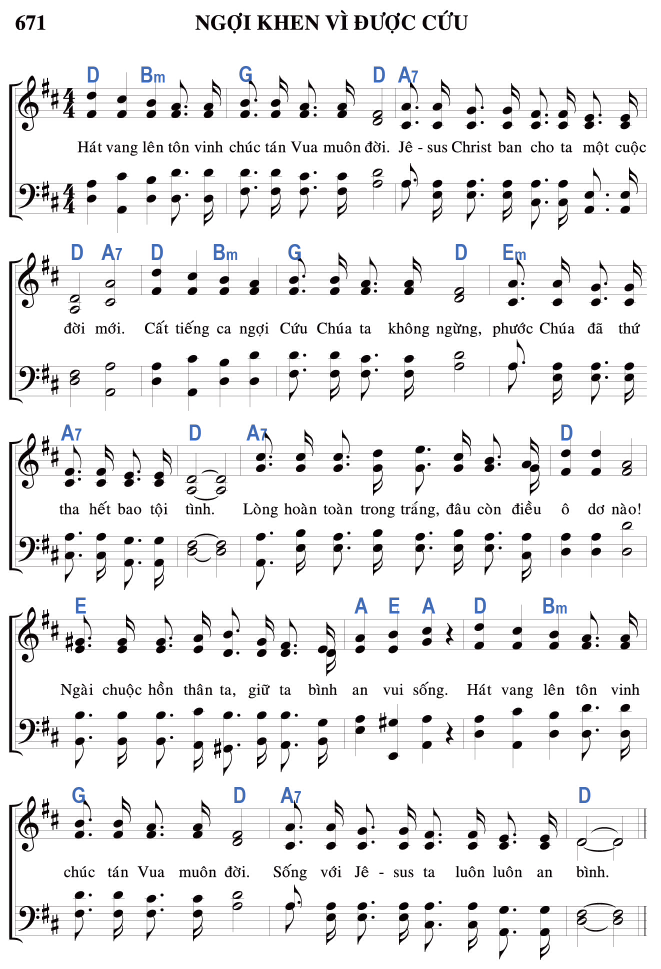 671 NGỢI KHEN VÌ ĐƯỢC CỨU
D Bm G D A7
Hát vang lên tôn vinh chúc tán Vua muôn đời. Jê - sus Christ ban cho ta một cuộc
D A7 D Bm G D Em
đời mới. Cất tiếng ca ngợi Cứu Chúa ta không ngừng, phước Chúa đã thứ
A7 D A7 D
tha hết bao tội tình. Lòng hoàn toàn trong trắng, đâu còn điều ô dơ nào!
E A E A D Bm
Ngài chuộc hồn thân ta, giữ ta bình an vui sống. Hát vang lên tôn vinh
G D A7 D
chúc tán Vua muôn đời. Sống với Jê - sus ta luôn luôn an bình.